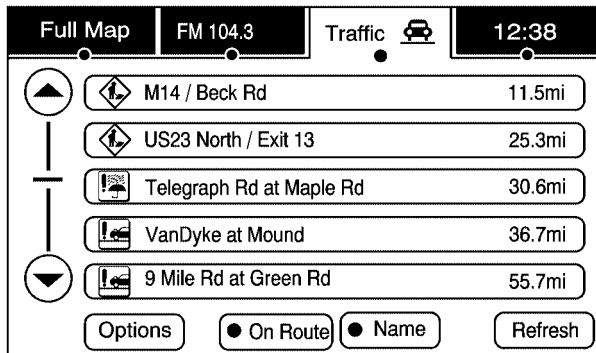 Full Map FM 104.3 Traffic 12:38
M14 / Beck Rd 11.5mi
US23 North / Exit 13 25.3mi
Telegraph Rd at Maple Rd 30.6mi
VanDyke at Mound 36.7mi
9 Mile Rd at Green Rd 55.7mi
Options On Route Name Refresh